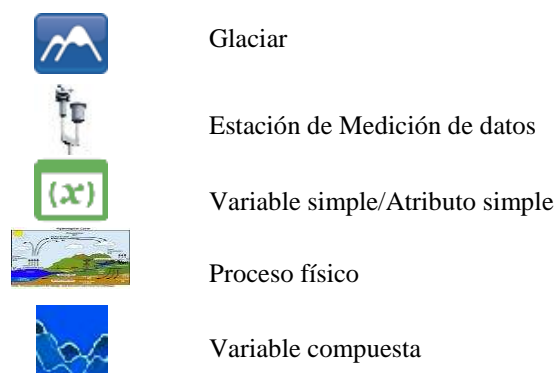 Glaciar
Estación de Medición de datos
(x)
Variable simple/Atributo simple
Proceso físico
Variable compuesta